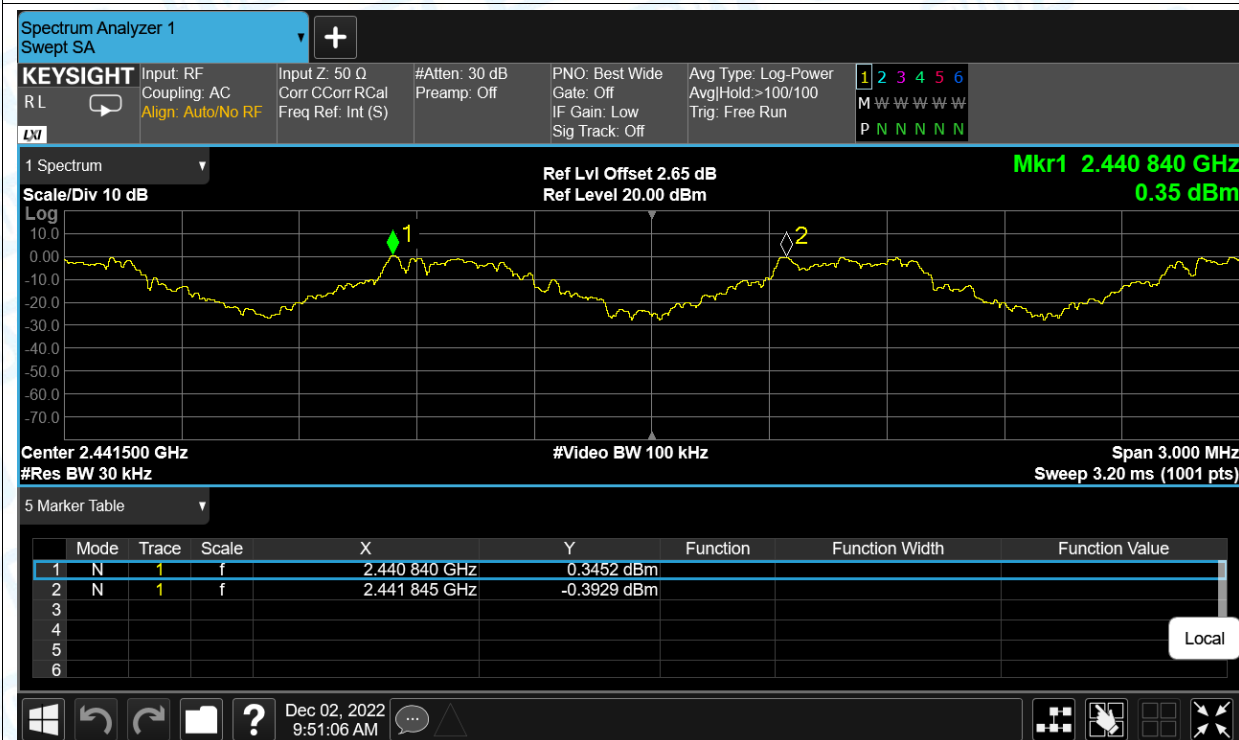 Spectrum Analyzer 1
Swept SA
+
KEYSIGHT Input: RF Input Z: 50 Ω #Atten: 30 dB PNO: Best Wide Avg Type: Log-Power 1 2 3 4 5 6
R L Coupling: AC Corr CCorr RCal Preamp: Off Gate: Off Avg|Hold:>100/100 M W W W W W
Align: Auto/No RF Freq Ref: Int (S) IF Gain: Low Trig: Free Run P N N N N N
LXI Sig Track: Off
1 Spectrum
Scale/Div 10 dB
Ref Lvl Offset 2.65 dB
Ref Level 20.00 dBm
Mkr1 2.440 840 GHz
0.35 dBm
Log
10.0
0.00
-10.0
-20.0
-30.0
-40.0
-50.0
-60.0
-70.0
1
2
Center 2.441500 GHz #Video BW 100 kHz Span 3.000 MHz
#Res BW 30 kHz Sweep 3.20 ms (1001 pts)
5 Marker Table
Mode Trace Scale X Y Function Function Width Function Value
1 N 1 f 2.440 840 GHz 0.3452 dBm
2 N 1 f 2.441 845 GHz -0.3929 dBm
3
4
5
6
Local
?
Dec 02, 2022
9:51:06 AM